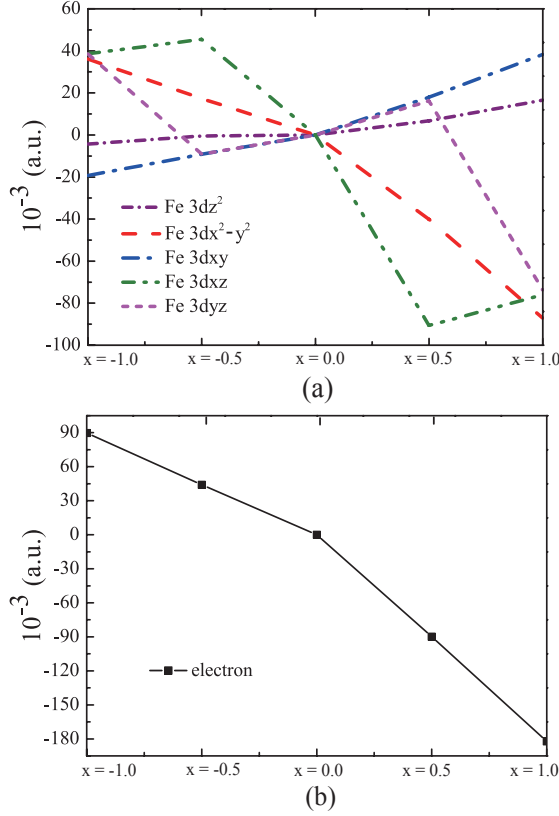 60
40
20
0
-20
-40
-60
-80
-100
10⁻³ (a.u.)
Fe 3dz²
Fe 3dx²-y²
Fe 3dxy
Fe 3dxz
Fe 3dyz
x = -1.0 x = -0.5 x = 0.0 x = 0.5 x = 1.0
(a)
90
60
30
0
-30
-60
-90
-120
-150
-180
10⁻³ (a.u.)
electron
x = -1.0 x = -0.5 x = 0.0 x = 0.5 x = 1.0
(b)